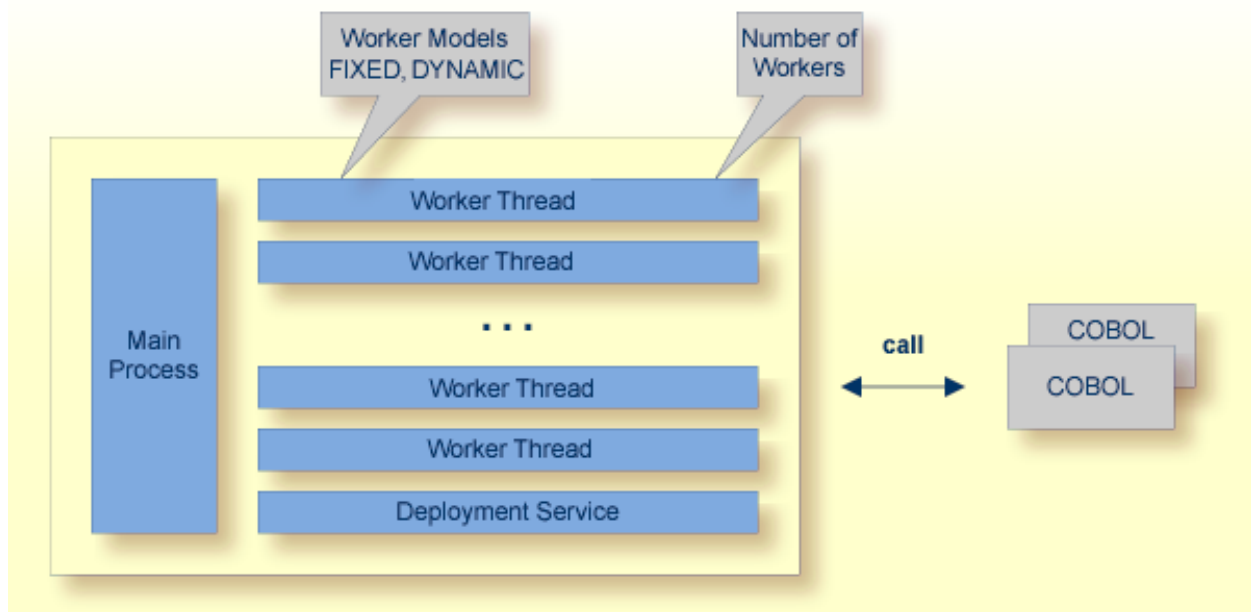 Worker Models
FIXED, DYNAMIC
Number of
Workers
Main
Process
Worker Thread
Worker Thread
...
Worker Thread
Worker Thread
Deployment Service
call
COBOL
COBOL